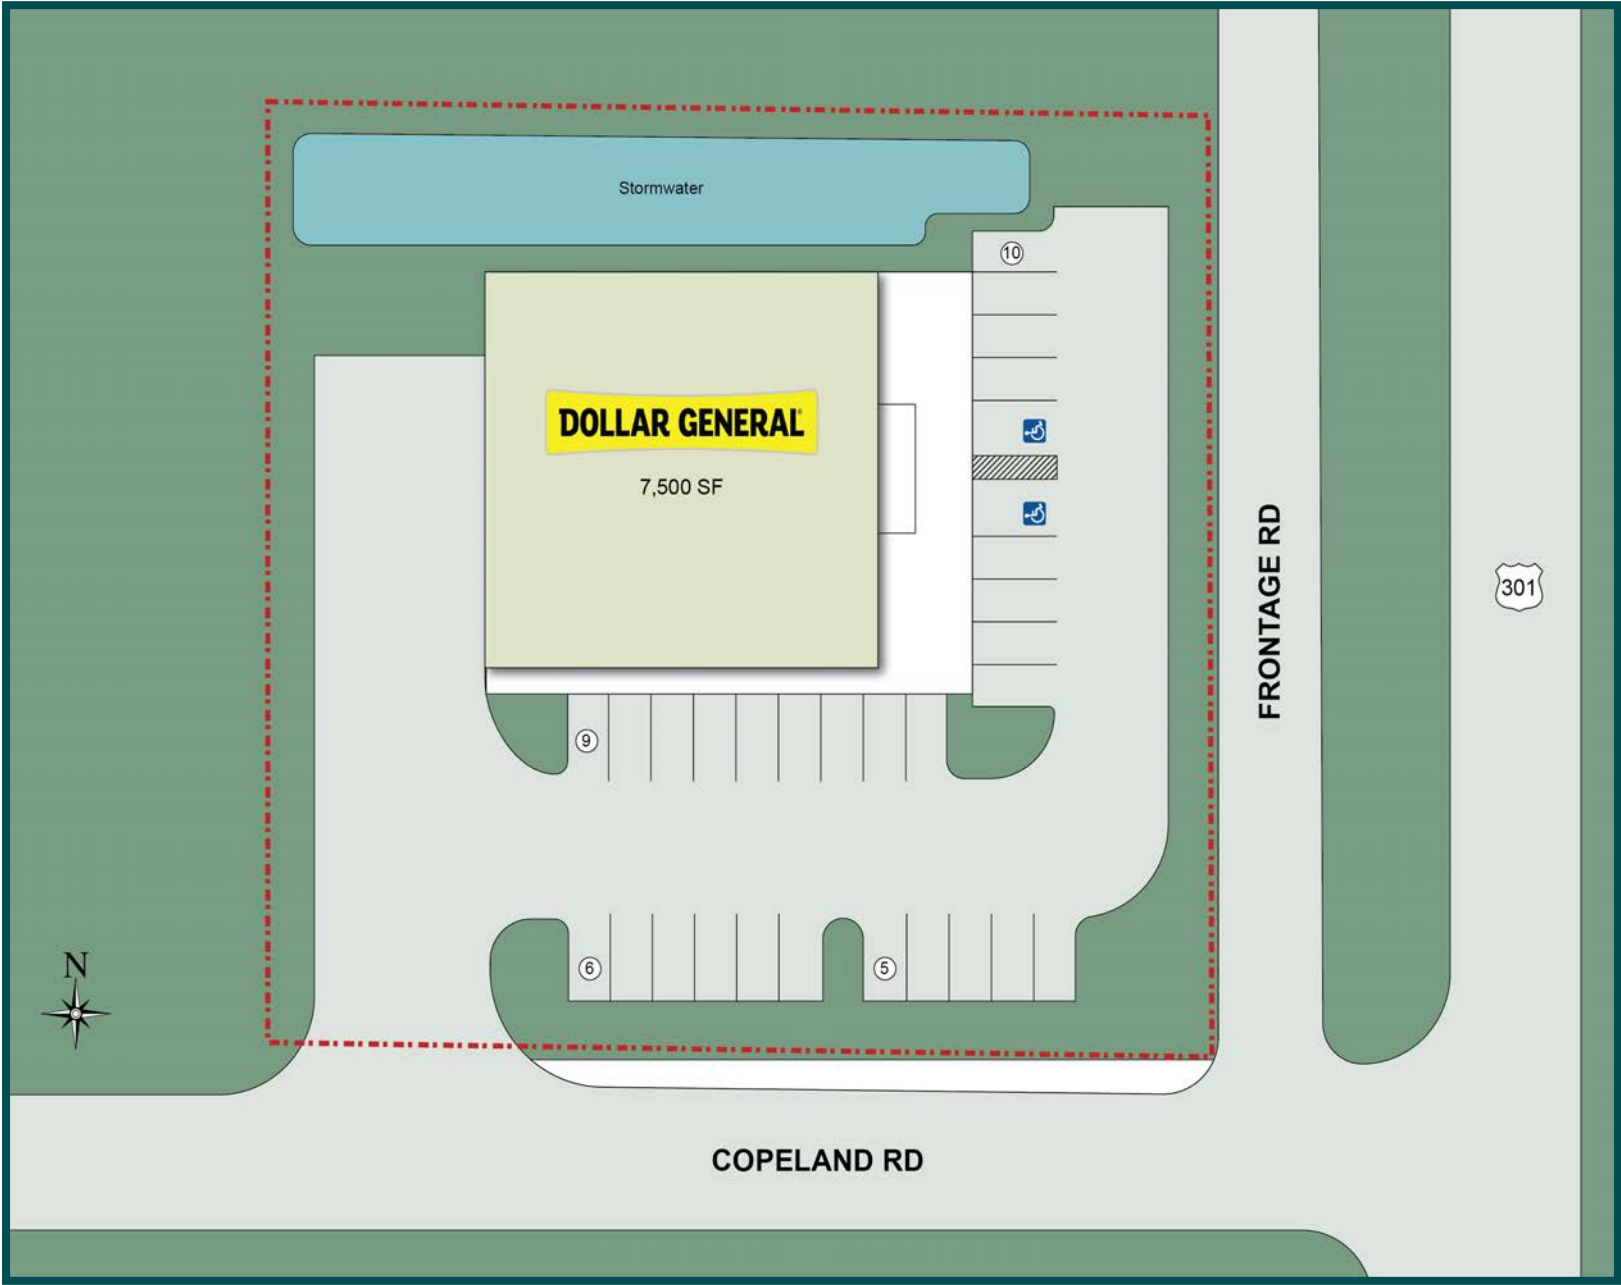 Stormwater
10
DOLLAR GENERAL
7,500 SF
FRONTAGE RD
301
9
N
6
5
COPELAND RD